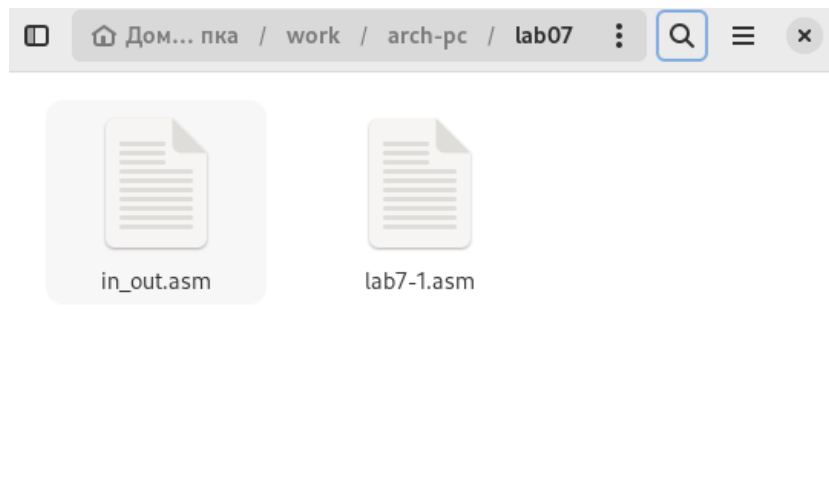 Дом… пка / work / arch-pc / lab07
in_out.asm
lab7-1.asm